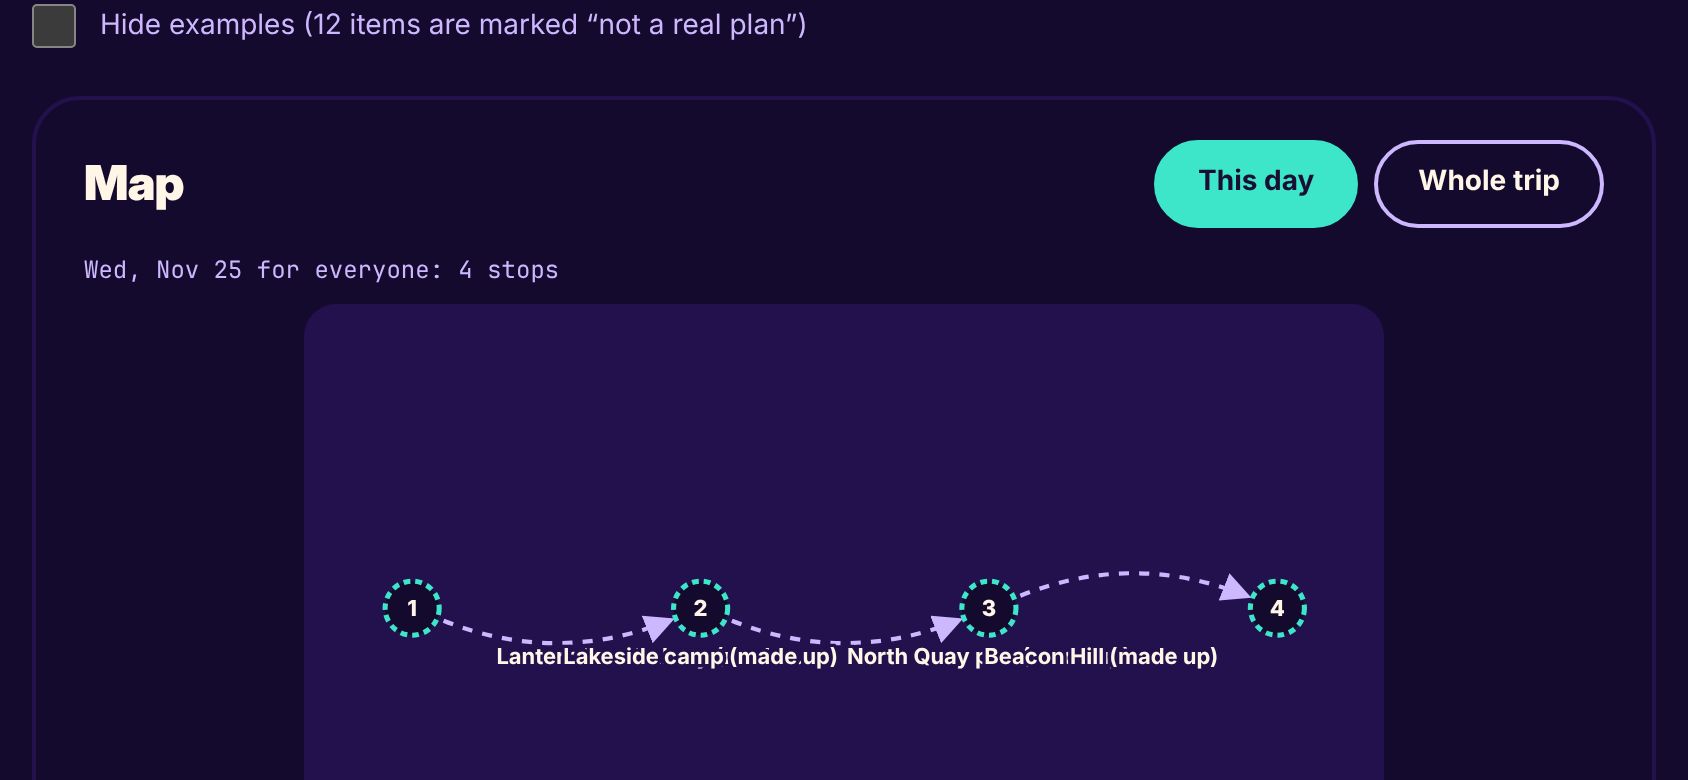 Hide examples (12 items are marked “not a real plan”)
Map
This day
Whole trip
Wed, Nov 25 for everyone: 4 stops
1
2
3
4
Lakeside camp (made up)
North Quay
Beacon Hill (made up)